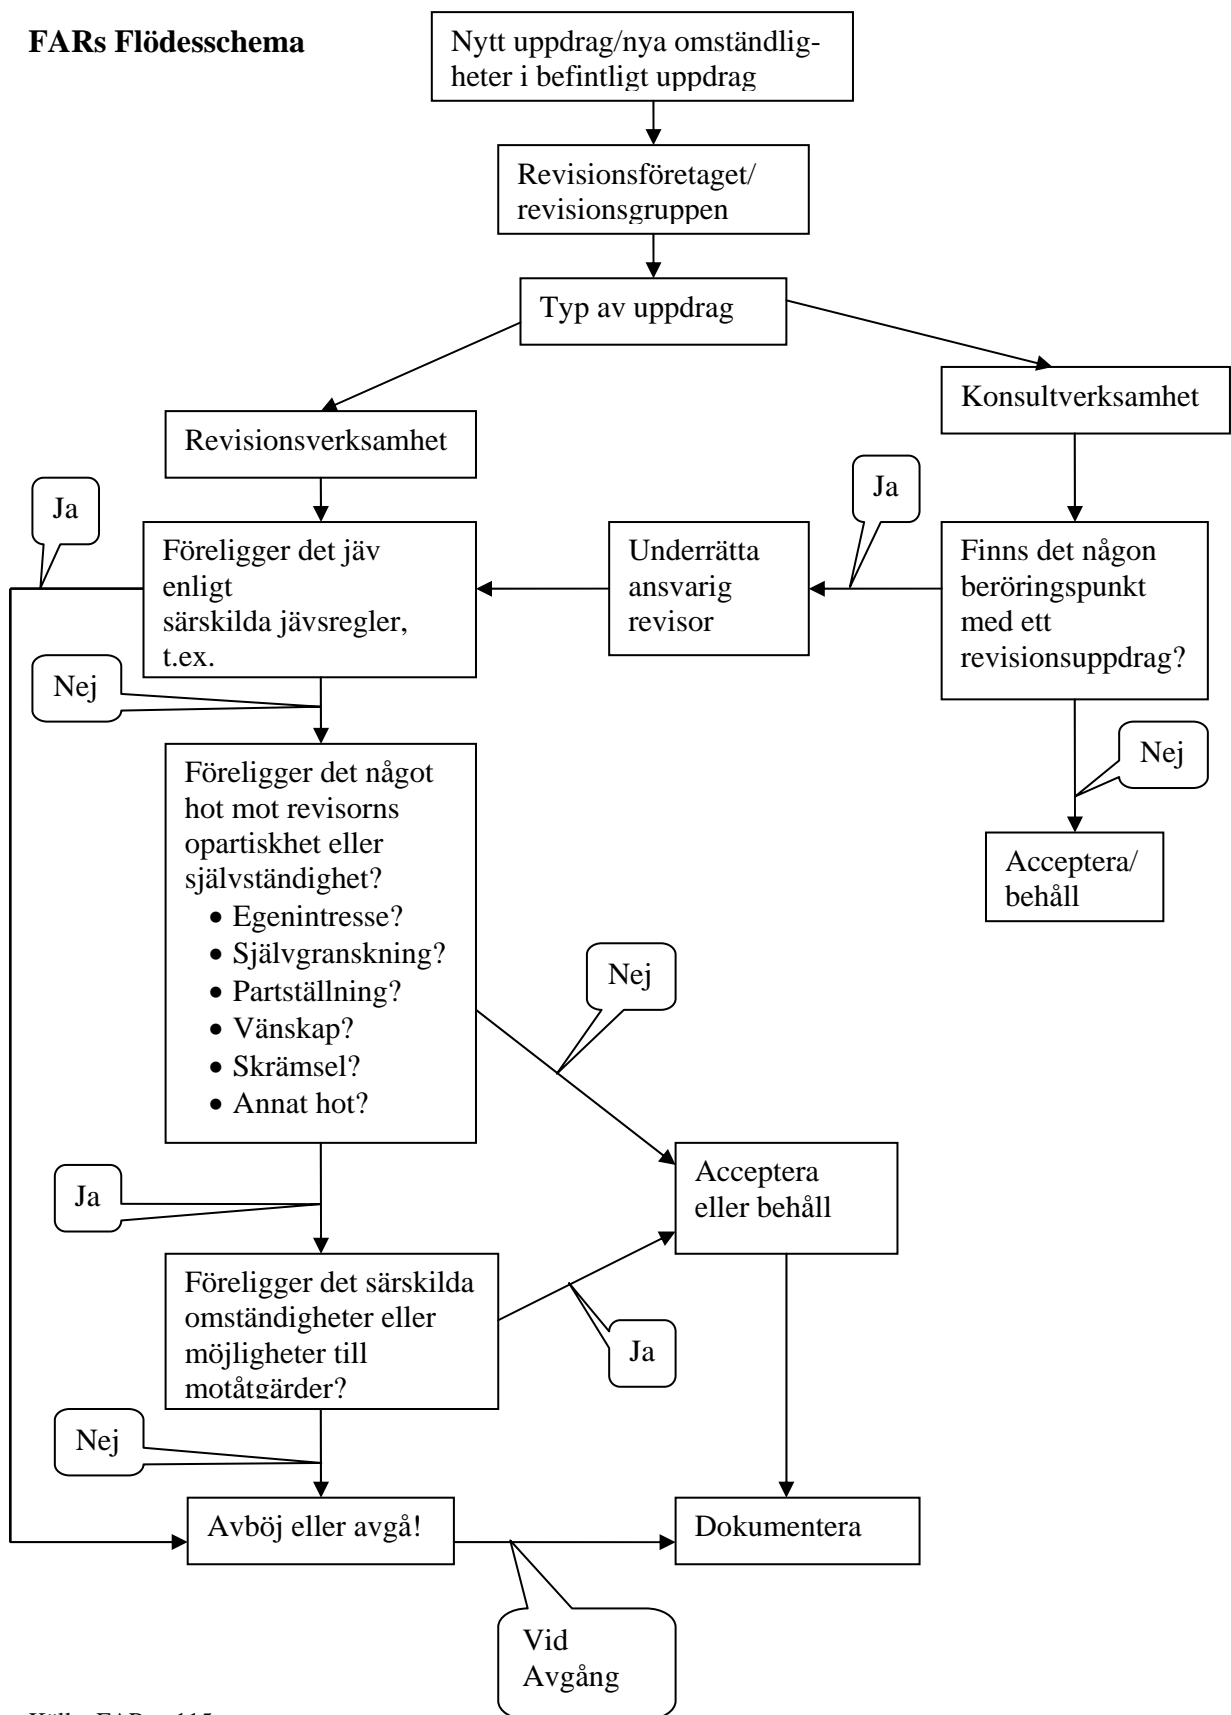 FARs Flödesschema
Nytt uppdrag/nya omständlig-
heter i befintligt uppdrag
Revisionsföretaget/
revisionsgruppen
Typ av uppdrag
Konsultverksamhet
Revisionsverksamhet
Ja
Ja
Föreligger det jäv
enligt
särskilda jävsregler,
t.ex.
Underrätta
ansvarig
revisor
Finns det någon
beröringspunkt
med ett
revisionsuppdrag?
Nej
Nej
Föreligger det något
hot mot revisorns
opartiskhet eller
självständighet?
• Egenintresse?
• Självgranskning?
• Partställning?
• Vänskap?
• Skrämsel?
• Annat hot?
Acceptera/
behåll
Nej
Ja
Acceptera
eller behåll
Föreligger det särskilda
omständigheter eller
möjligheter till
motåtgärder?
Ja
Nej
Avböj eller avgå!
Dokumentera
Vid
Avgång